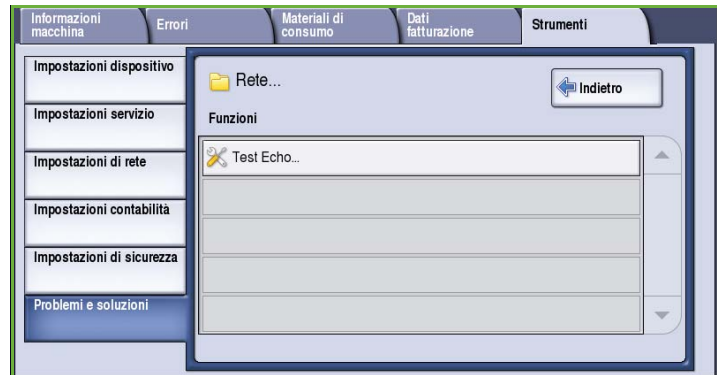 Informazioni
macchina
Errori
Materiali di
consumo
Dati
fatturazione
Strumenti
Impostazioni dispositivo
Impostazioni servizio
Impostazioni di rete
Impostazioni contabilità
Impostazioni di sicurezza
Problemi e soluzioni
Rete...
Indietro
Funzioni
Test Echo...